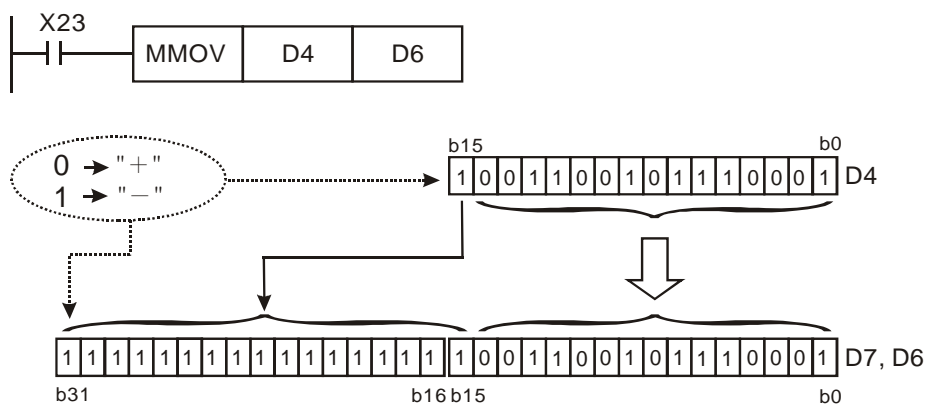 X23
MMOV D4 D6
0 → "+"
1 → "−"
b15 b0
1 0 0 1 1 0 0 1 0 1 1 1 0 0 0 1 D4
1 1 1 1 1 1 1 1 1 1 1 1 1 1 1 1 1 0 0 1 1 0 0 1 0 1 1 1 0 0 0 1 D7, D6
b31 b16 b15 b0